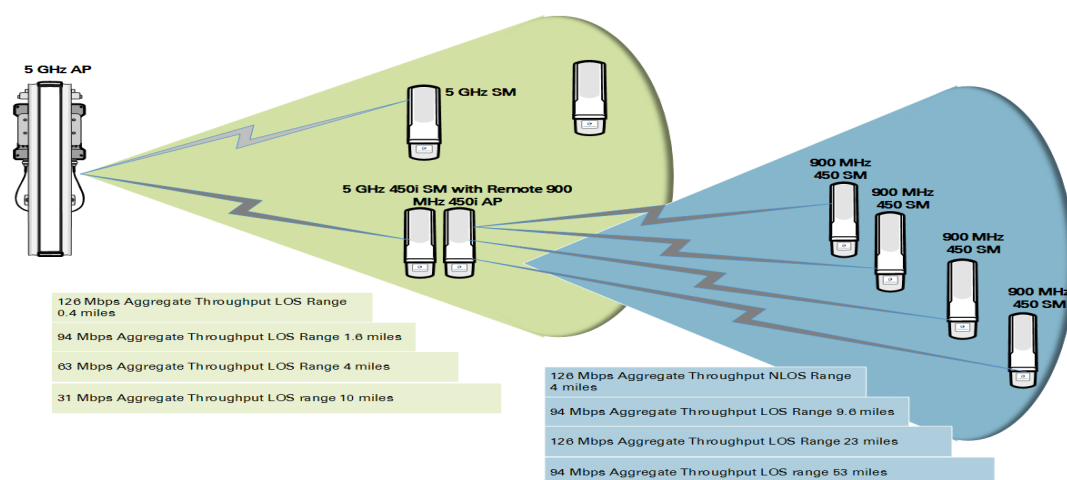 5 GHz AP
5 GHz SM
5 GHz 450i SM with Remote 900
MHz 450i AP
900 MHz
450 SM
900 MHz
450 SM
900 MHz
450 SM
900 MHz
450 SM
126 Mbps Aggregate Throughput LOS Range
0.4 miles
94 Mbps Aggregate Throughput LOS Range 1.6 miles
63 Mbps Aggregate Throughput LOS Range 4 miles
31 Mbps Aggregate Throughput LOS range 10 miles
126 Mbps Aggregate Throughput NLOS Range
4 miles
94 Mbps Aggregate Throughput LOS Range 9.6 miles
126 Mbps Aggregate Throughput LOS Range 23 miles
94 Mbps Aggregate Throughput LOS range 53 miles